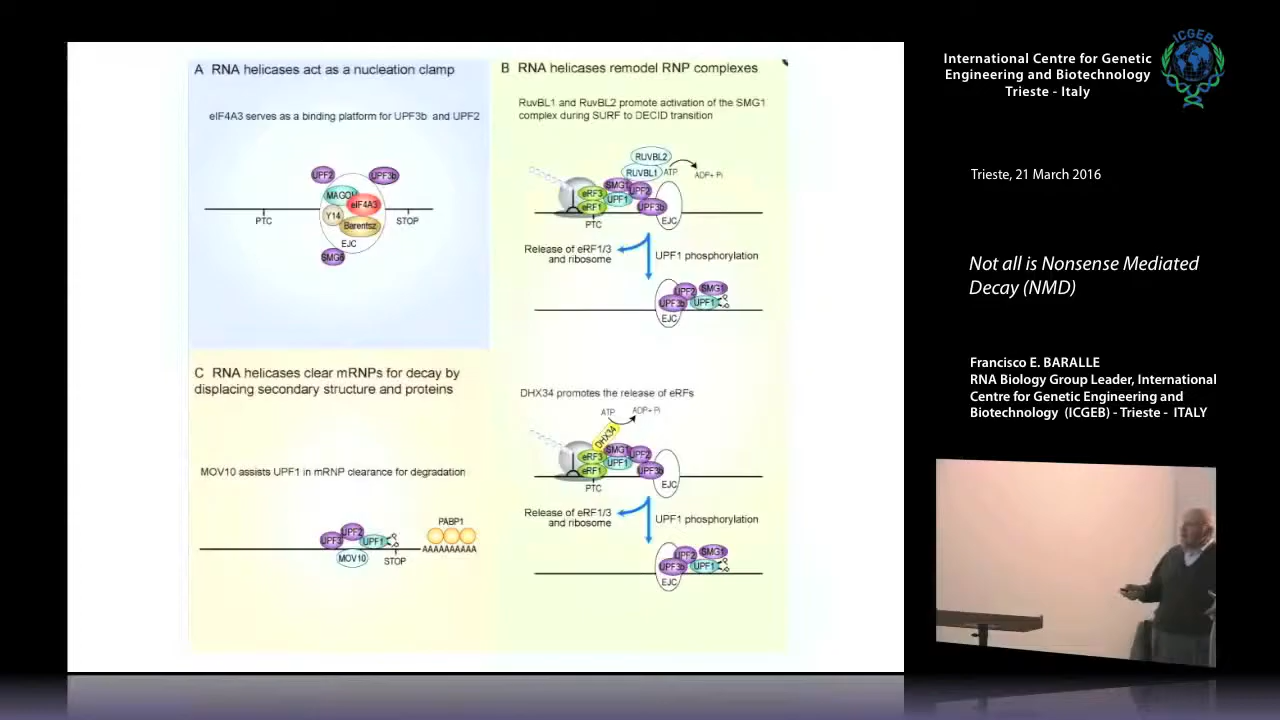 A RNA helicases act as a nucleation clamp
eIF4A3 serves as a binding platform for UPF3b and UPF2
UPF2
UPF3b
MAGOH
eIF4A3
Y14
Barentsz
EJC
SMG6
PTC
STOP
B RNA helicases remodel RNP complexes
RuvBL1 and RuvBL2 promote activation of the SMG1
complex during SURF to DECID transition
RUVBL2
RUVBL1
ATP
ADP+ Pi
eRF3
SMG1
UPF2
eRF1
UPF1
UPF3b
EJC
PTC
Release of eRF1/3
and ribosome
UPF1 phosphorylation
UPF2
SMG1
UPF3b
UPF1
EJC
DHX34 promotes the release of eRFs
ATP
ADP+ Pi
DHX34
eRF3
SMG1
UPF2
eRF1
UPF1
UPF3b
EJC
PTC
Release of eRF1/3
and ribosome
UPF1 phosphorylation
UPF2
SMG1
UPF3b
UPF1
EJC
C RNA helicases clear mRNPs for decay by
displacing secondary structure and proteins
MOV10 assists UPF1 in mRNP clearance for degradation
PABP1
UPF2
UPF3
UPF1
MOV10
STOP
AAAAAAAAAA
ICGEB
International Centre for Genetic
Engineering and Biotechnology
Trieste - Italy
Trieste, 21 March 2016
Not all is Nonsense Mediated
Decay (NMD)
Francisco E. BARALLE
RNA Biology Group Leader, International
Centre for Genetic Engineering and
Biotechnology (ICGEB) - Trieste - ITALY